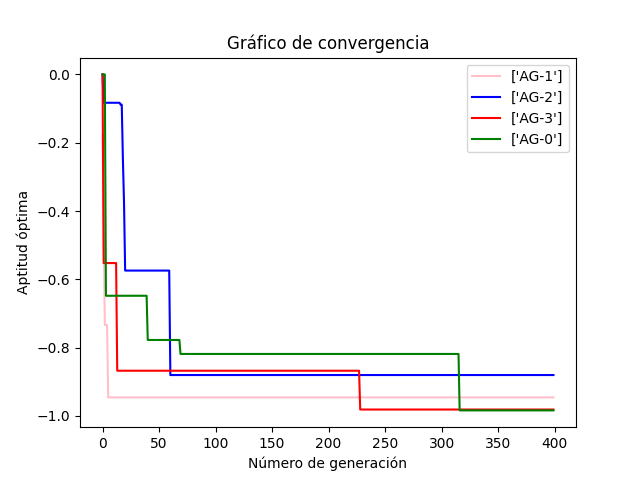 Gráfico de convergencia
['AG-1']
['AG-2']
['AG-3']
['AG-0']
Aptitud óptima
0.0
−0.2
−0.4
−0.6
−0.8
−1.0
0 50 100 150 200 250 300 350 400
Número de generación